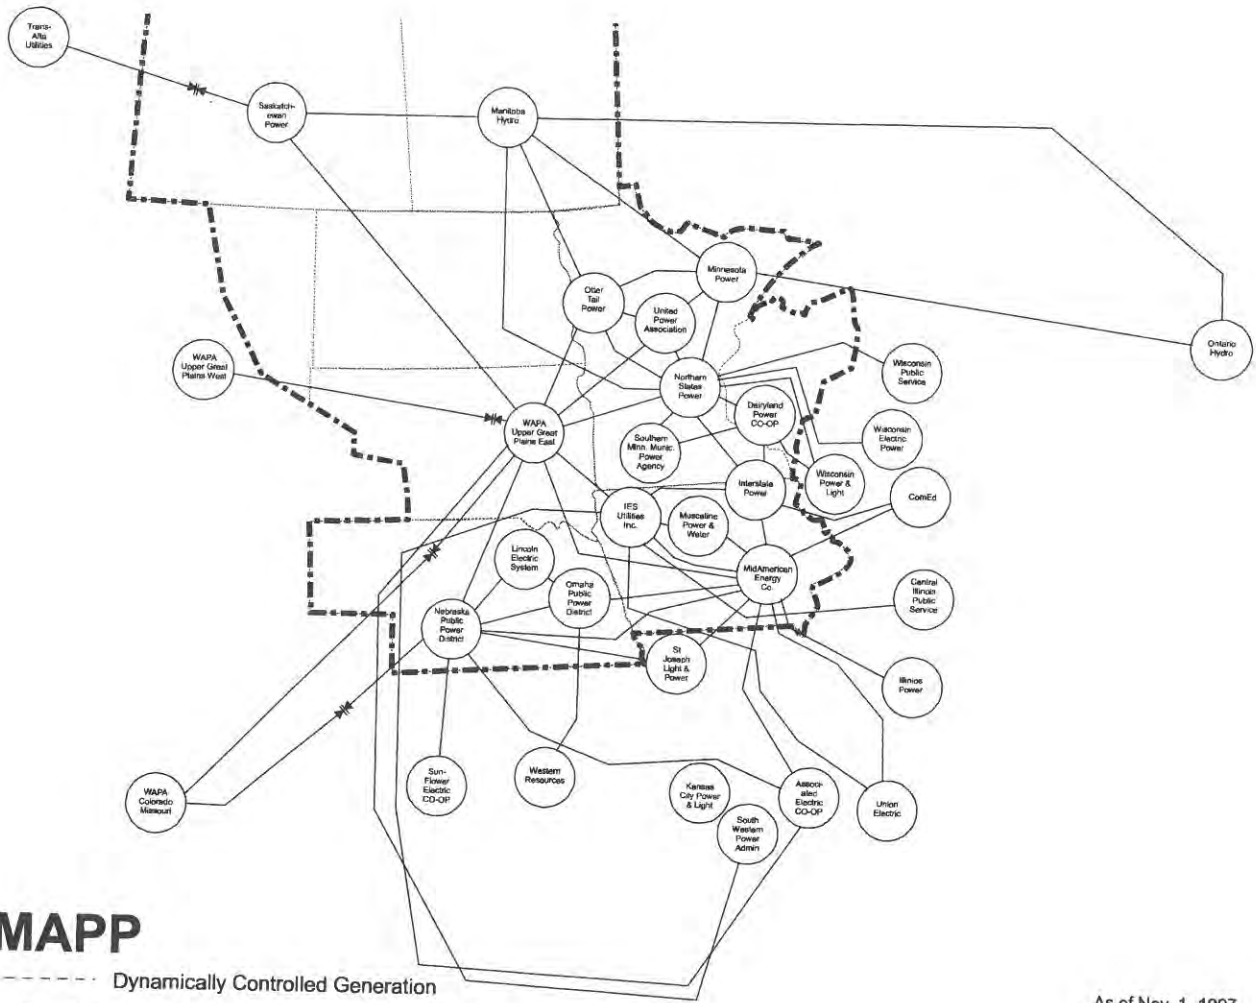 Trans-
Alta
Utilities
Saskatch-
ewan
Power
Manitoba
Hydro
Minnesota
Power
Otter
Tail
Power
United
Power
Association
Ontario
Hydro
WAPA
Upper Great
Plains West
Northern
States
Power
Wisconsin
Public
Service
WAPA
Upper Great
Plains East
Dairyland
Power
CO-OP
Southern
Minn. Munic.
Power
Agency
Wisconsin
Electric
Power
Wisconsin
Power &
Light
Interstate
Power
ComEd
IES
Utilities
Inc.
Muscatine
Power &
Water
Lincoln
Electric
System
MidAmerican
Energy
Co.
Omaha
Public
Power
District
Central
Illinois
Public
Service
Nebraska
Public
Power
District
St
Joseph
Light &
Power
Illinios
Power
WAPA
Colorado
Missouri
Sun-
Flower
Electric
CO-OP
Western
Resources
Kansas
City Power
& Light
Associ-
ated
Electric
CO-OP
Union
Electric
South
Western
Power
Admin
MAPP
Dynamically Controlled Generation
As of Nov. 1, 1997